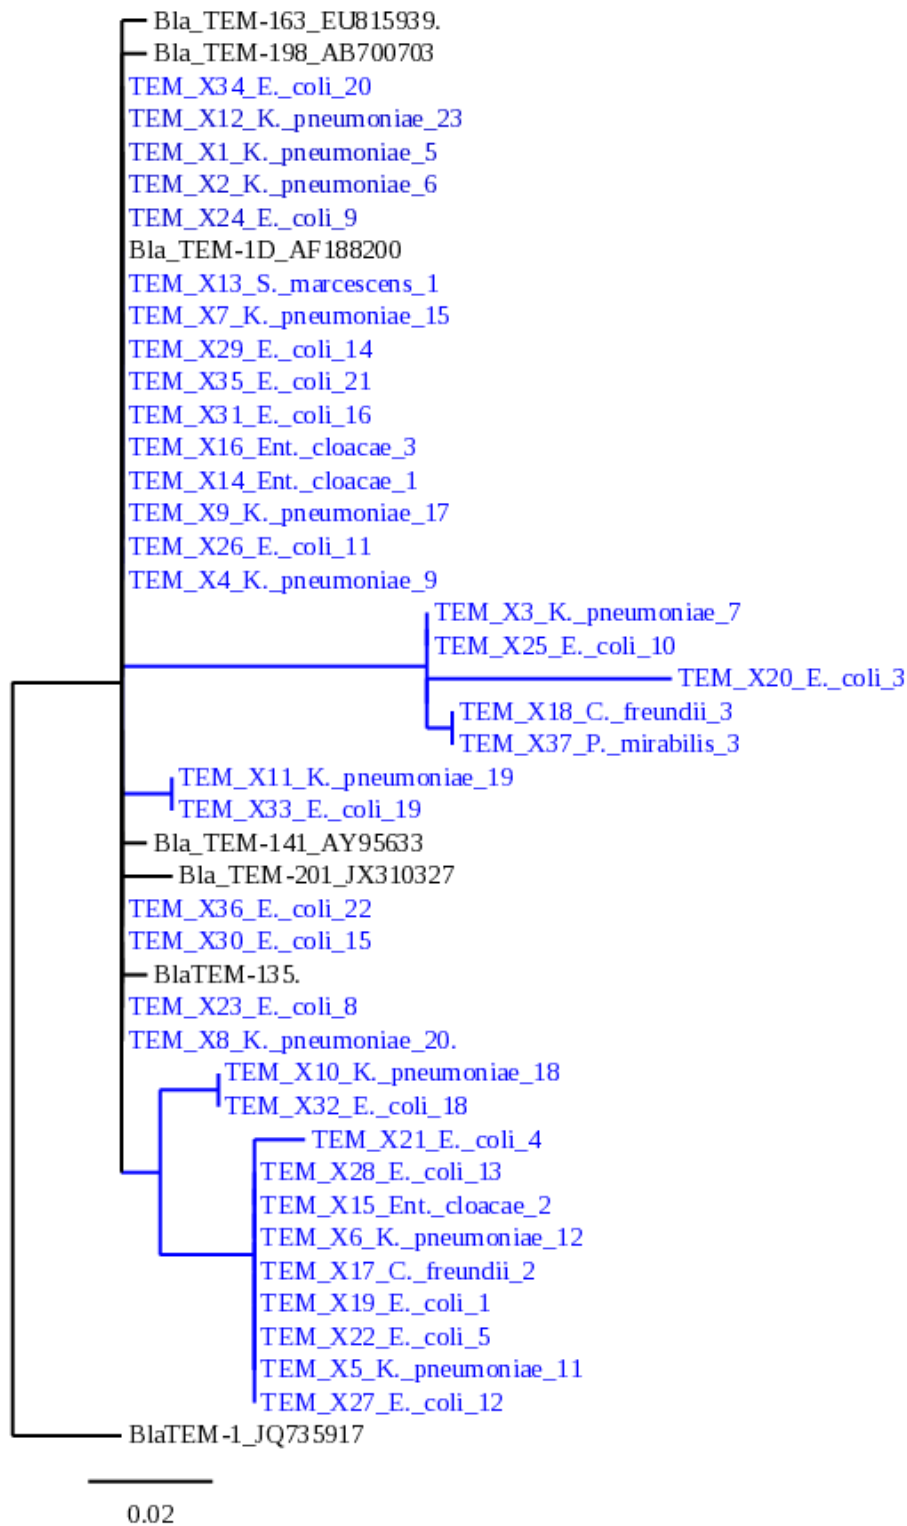 Bla_TEM-163_EU815939.
Bla_TEM-198_AB700703
TEM_X34_E._coli_20
TEM_X12_K._pneumoniae_23
TEM_X1_K._pneumoniae_5
TEM_X2_K._pneumoniae_6
TEM_X24_E._coli_9
Bla_TEM-1D_AF188200
TEM_X13_S._marcescens_1
TEM_X7_K._pneumoniae_15
TEM_X29_E._coli_14
TEM_X35_E._coli_21
TEM_X31_E._coli_16
TEM_X16_Ent._cloacae_3
TEM_X14_Ent._cloacae_1
TEM_X9_K._pneumoniae_17
TEM_X26_E._coli_11
TEM_X4_K._pneumoniae_9
TEM_X3_K._pneumoniae_7
TEM_X25_E._coli_10
TEM_X20_E._coli_3
TEM_X18_C._freundii_3
TEM_X37_P._mirabilis_3
TEM_X11_K._pneumoniae_19
TEM_X33_E._coli_19
Bla_TEM-141_AY95633
Bla_TEM-201_JX310327
TEM_X36_E._coli_22
TEM_X30_E._coli_15
BlaTEM-135.
TEM_X23_E._coli_8
TEM_X8_K._pneumoniae_20.
TEM_X10_K._pneumoniae_18
TEM_X32_E._coli_18
TEM_X21_E._coli_4
TEM_X28_E._coli_13
TEM_X15_Ent._cloacae_2
TEM_X6_K._pneumoniae_12
TEM_X17_C._freundii_2
TEM_X19_E._coli_1
TEM_X22_E._coli_5
TEM_X5_K._pneumoniae_11
TEM_X27_E._coli_12
BlaTEM-1_JQ735917
0.02